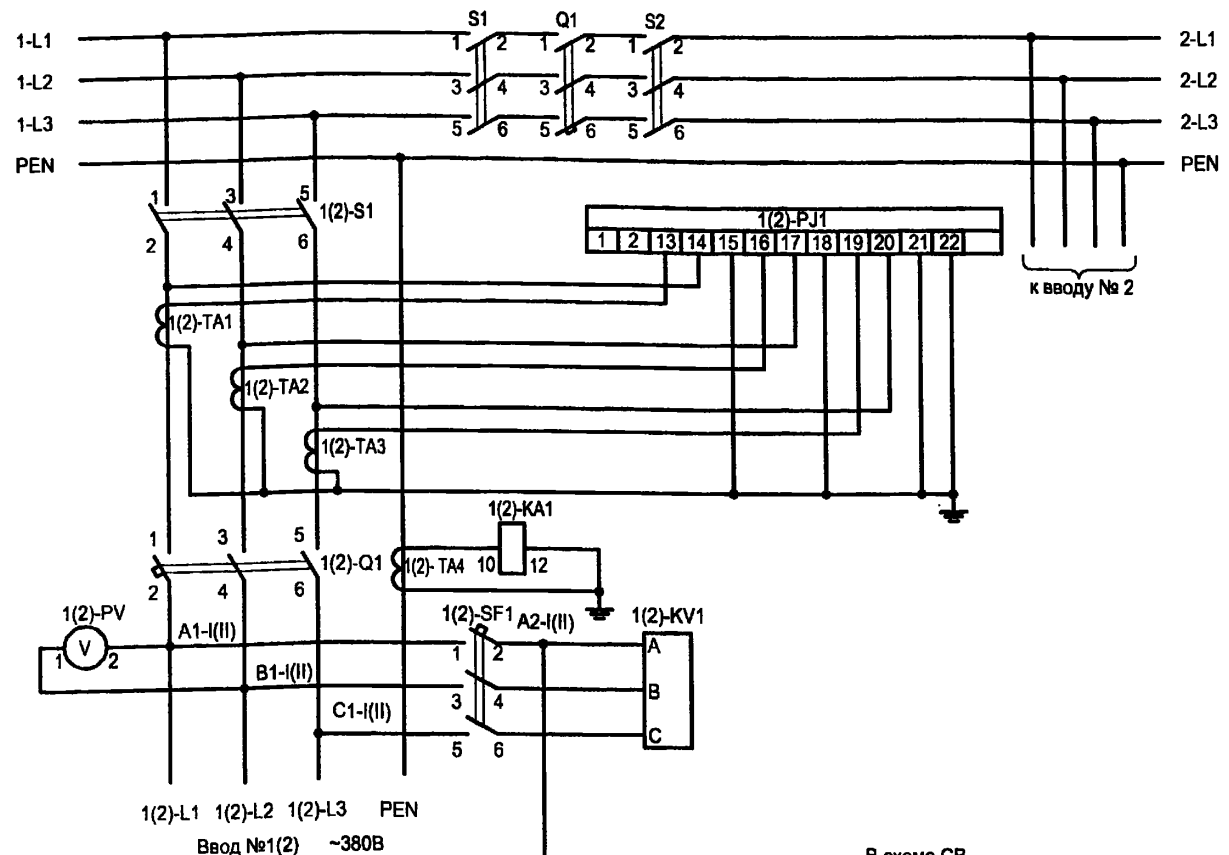 S1 Q1 S2
1-L1 1 2 1 2 1 2 2-L1
1-L2 3 4 3 4 3 4 2-L2
1-L3 5 6 5 6 5 6 2-L3
PEN PEN
1 3 5 1(2)-S1
2 4 6
1(2)-PJ1
1 2 13 14 15 16 17 18 19 20 21 22
к вводу № 2
1(2)-TA1
1(2)-TA2
1(2)-TA3
1(2)-KA1
1 3 5 1(2)-Q1
2 4 6
1(2)- TA4 10 12
1(2)-PV A1-I(II) 1(2)-SF1 A2-I(II) 1(2)-KV1
1 V 2 1 2 A
B1-I(II) 3 4 B
C1-I(II) 5 6 C
1(2)-L1 1(2)-L2 1(2)-L3 PEN
Ввод №1(2) ~380В